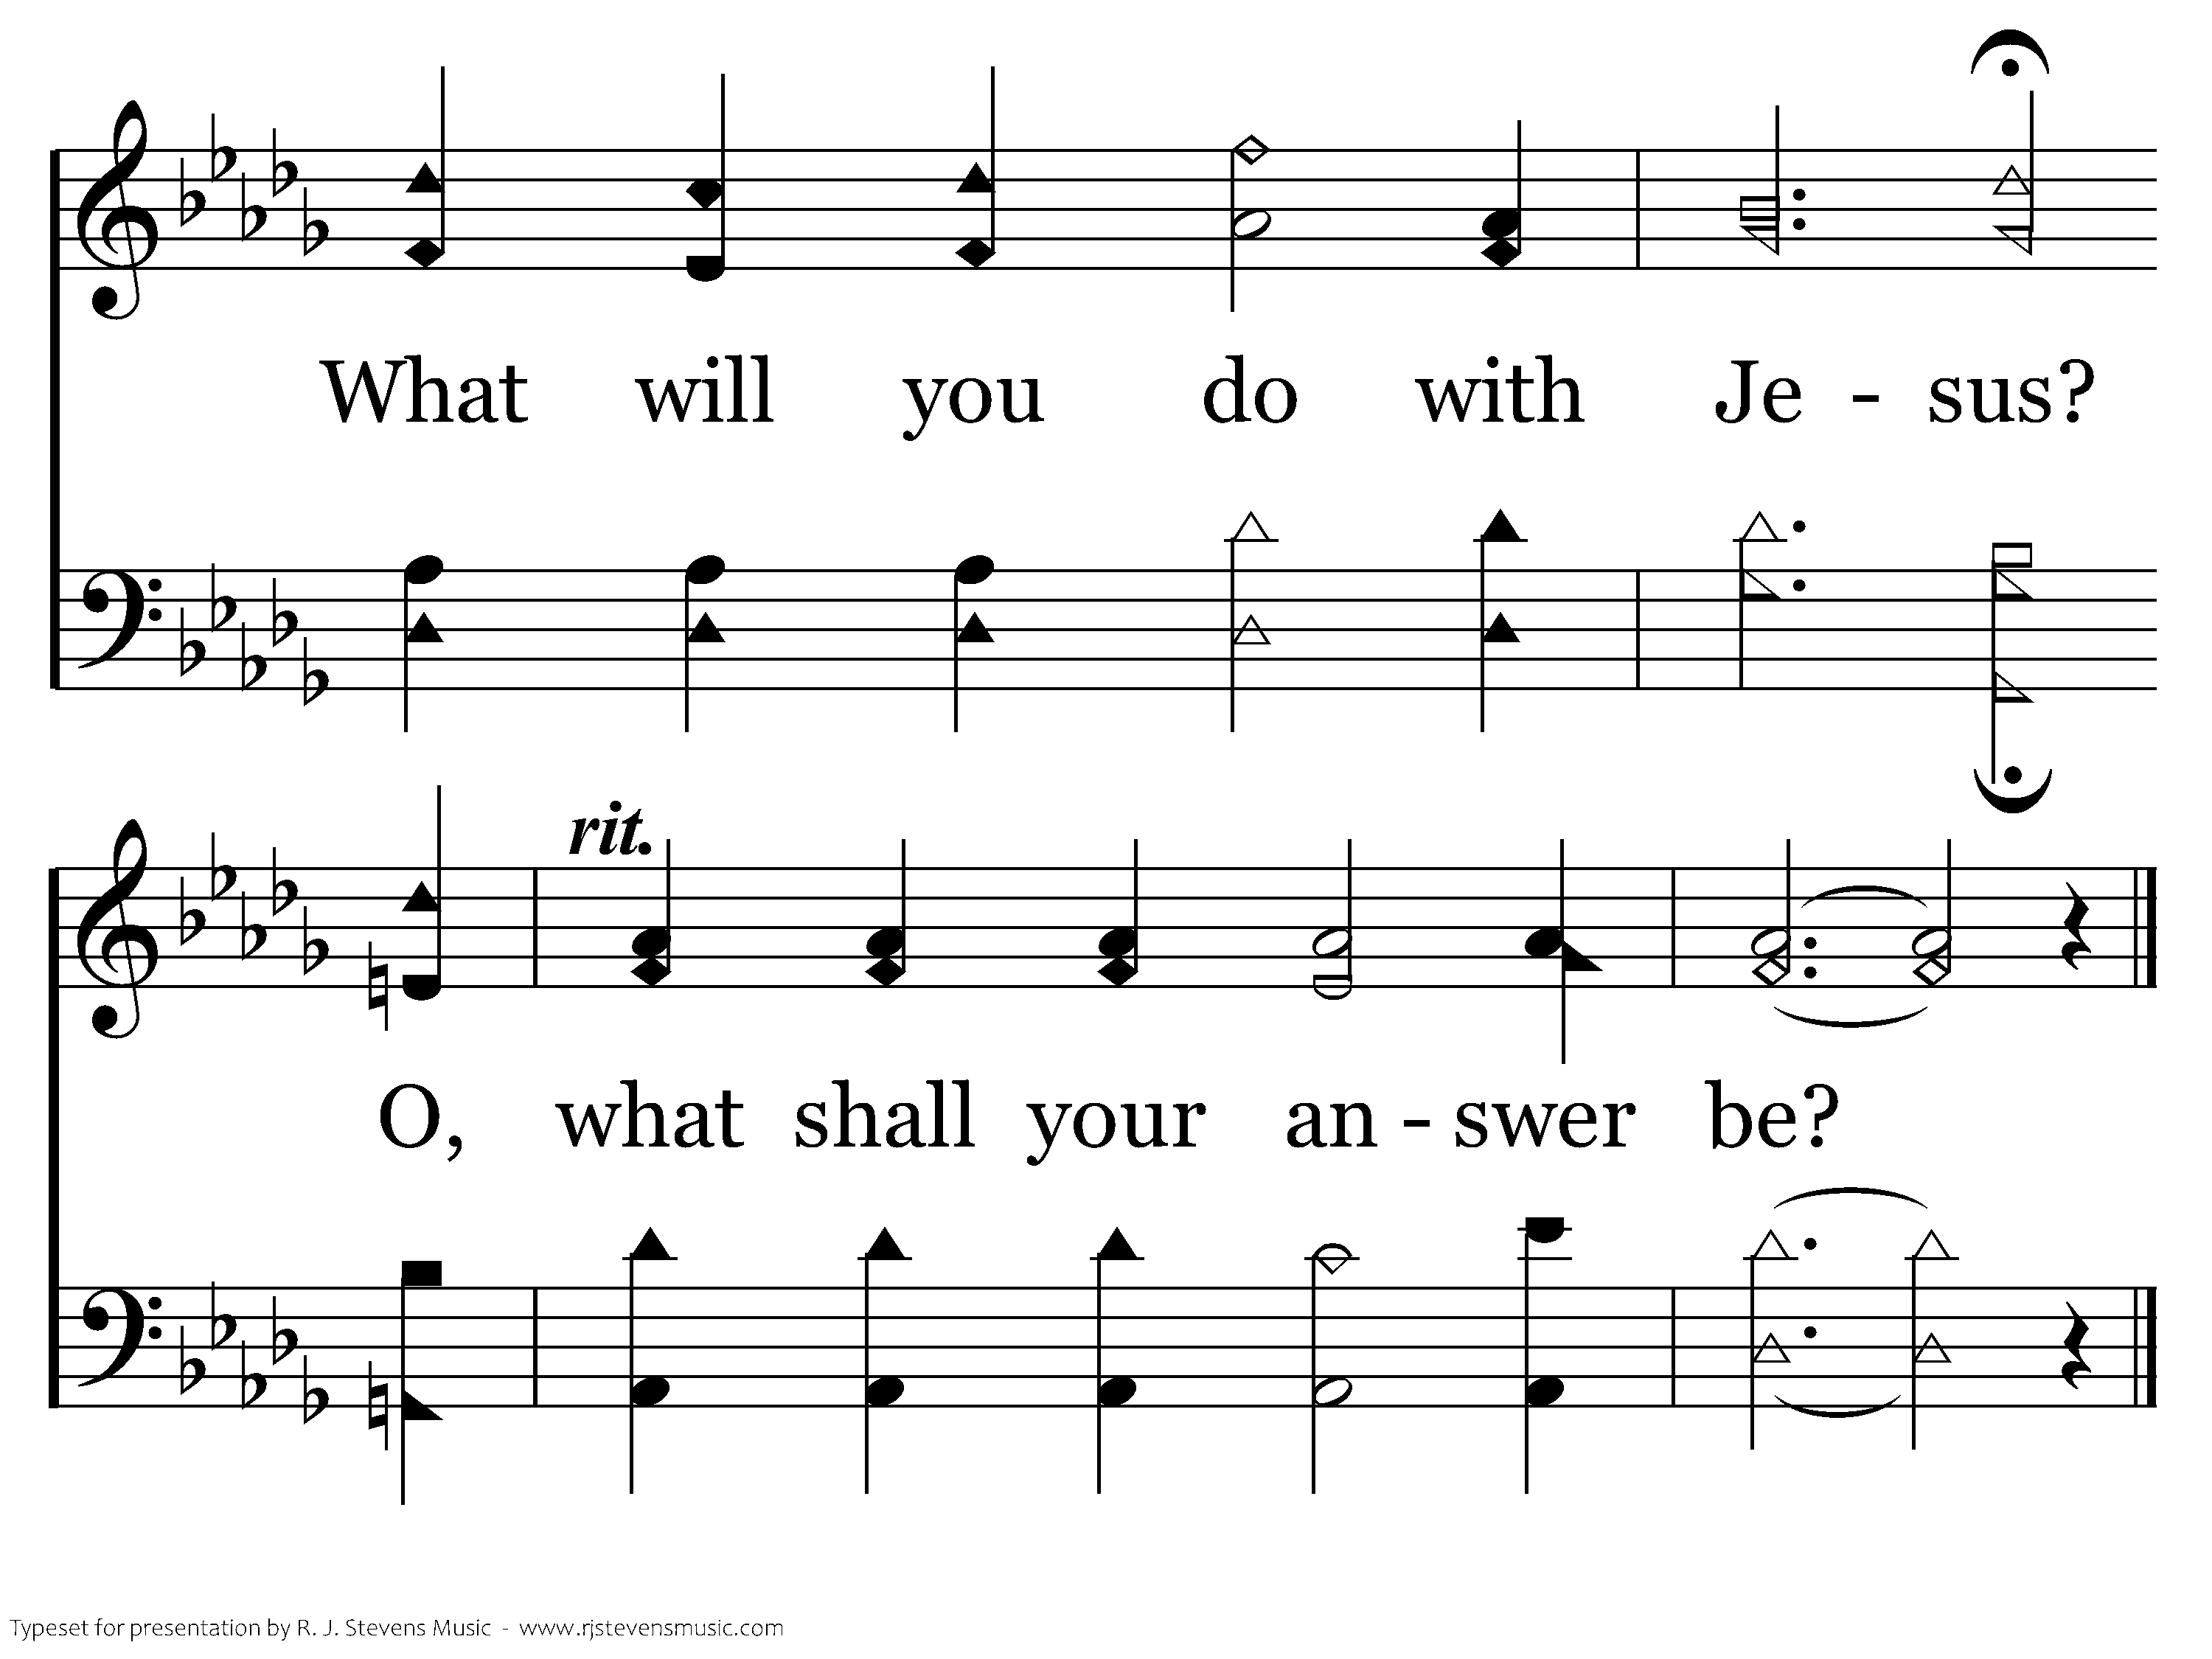 What will you do with Je - sus?
rit.
O, what shall your an - swer be?
Typeset for presentation by R. J. Stevens Music - www.rjstevensmusic.com